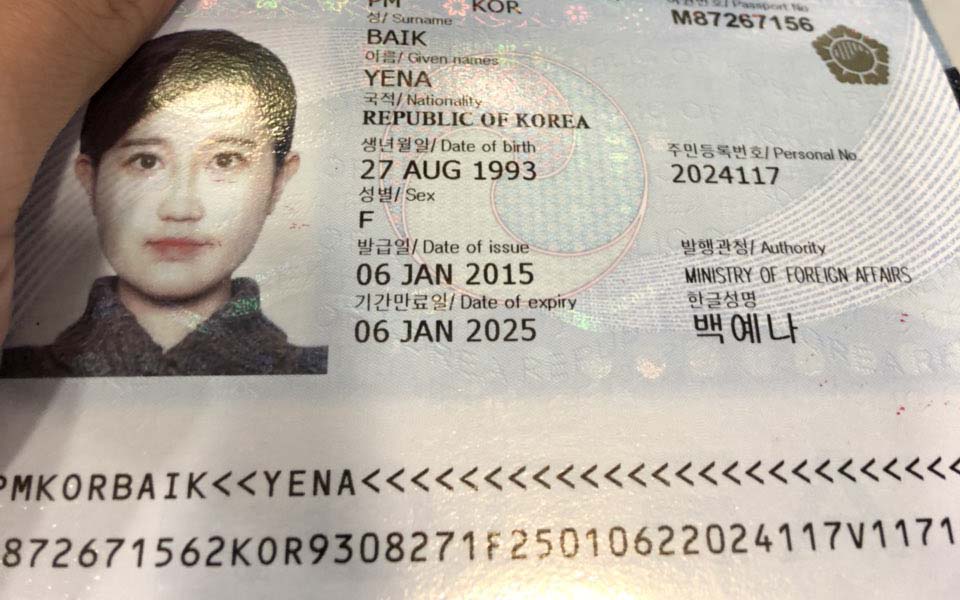 PM KOR
성/ Surname
BAIK
이름/ Given names
YENA
국적/ Nationality
REPUBLIC OF KOREA
생년월일/ Date of birth
27 AUG 1993
성별/ Sex
F
발급일/ Date of issue
06 JAN 2015
기간만료일/ Date of expiry
06 JAN 2025
여권번호/ Passport No
M87267156
주민등록번호/ Personal No.
2024117
발행관청/ Authority
MINISTRY OF FOREIGN AFFAIRS
한글성명
백예나
PMKORBAIK<<YENA<<<<<<<<<<<<<<<<<<<<<<<<<<
872671562KOR9308271F25010622024117V1171